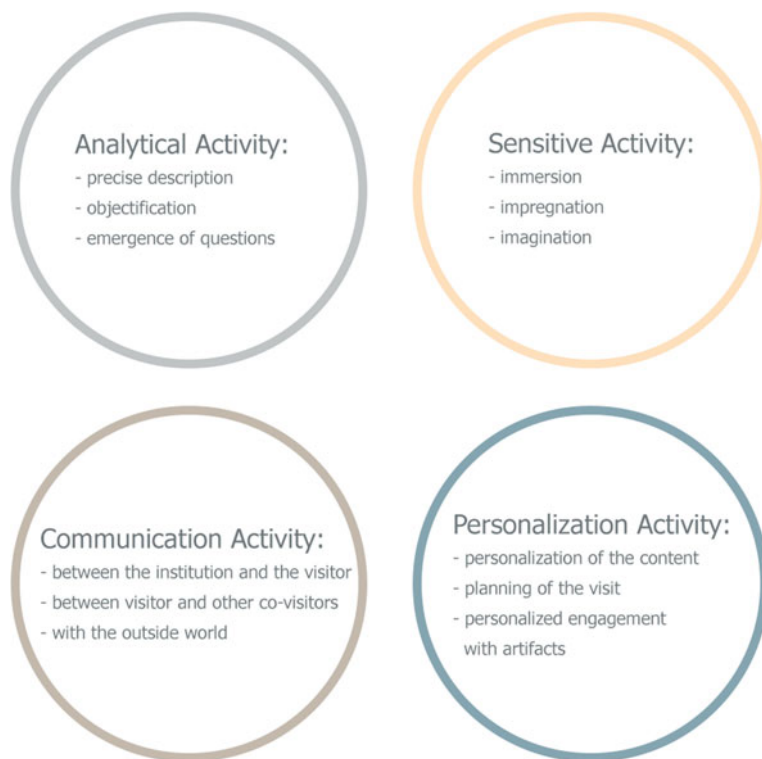 Analytical Activity:
- precise description
- objectification
- emergence of questions
Sensitive Activity:
- immersion
- impregnation
- imagination
Communication Activity:
- between the institution and the visitor
- between visitor and other co-visitors
- with the outside world
Personalization Activity:
- personalization of the content
- planning of the visit
- personalized engagement
with artifacts